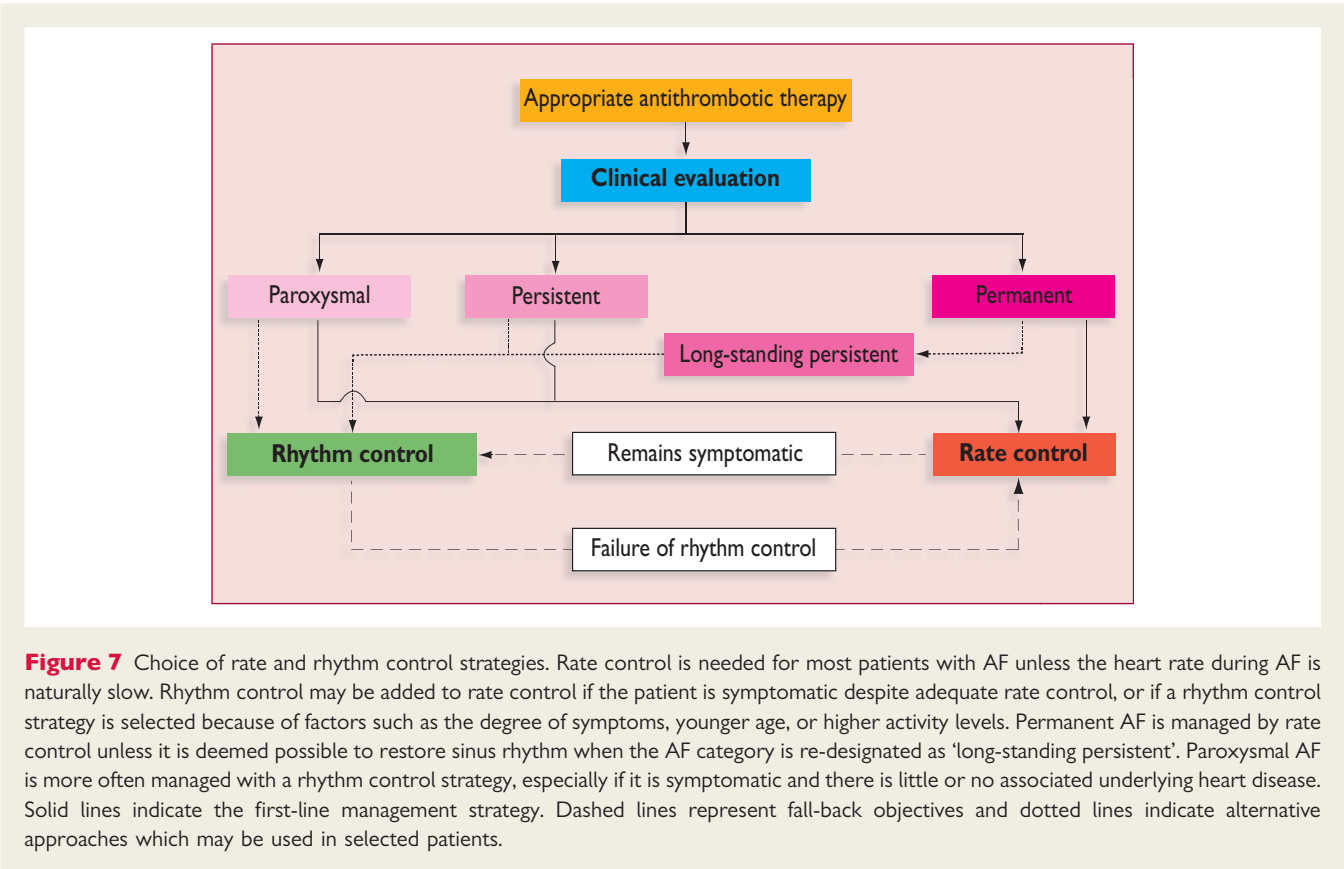 Appropriate antithrombotic therapy
Clinical evaluation
Paroxysmal
Persistent
Permanent
Long-standing persistent
Rhythm control
Remains symptomatic
Rate control
Failure of rhythm control
Figure 7 Choice of rate and rhythm control strategies. Rate control is needed for most patients with AF unless the heart rate during AF is
naturally slow. Rhythm control may be added to rate control if the patient is symptomatic despite adequate rate control, or if a rhythm control
strategy is selected because of factors such as the degree of symptoms, younger age, or higher activity levels. Permanent AF is managed by rate
control unless it is deemed possible to restore sinus rhythm when the AF category is re-designated as ‘long-standing persistent’. Paroxysmal AF
is more often managed with a rhythm control strategy, especially if it is symptomatic and there is little or no associated underlying heart disease.
Solid lines indicate the first-line management strategy. Dashed lines represent fall-back objectives and dotted lines indicate alternative
approaches which may be used in selected patients.